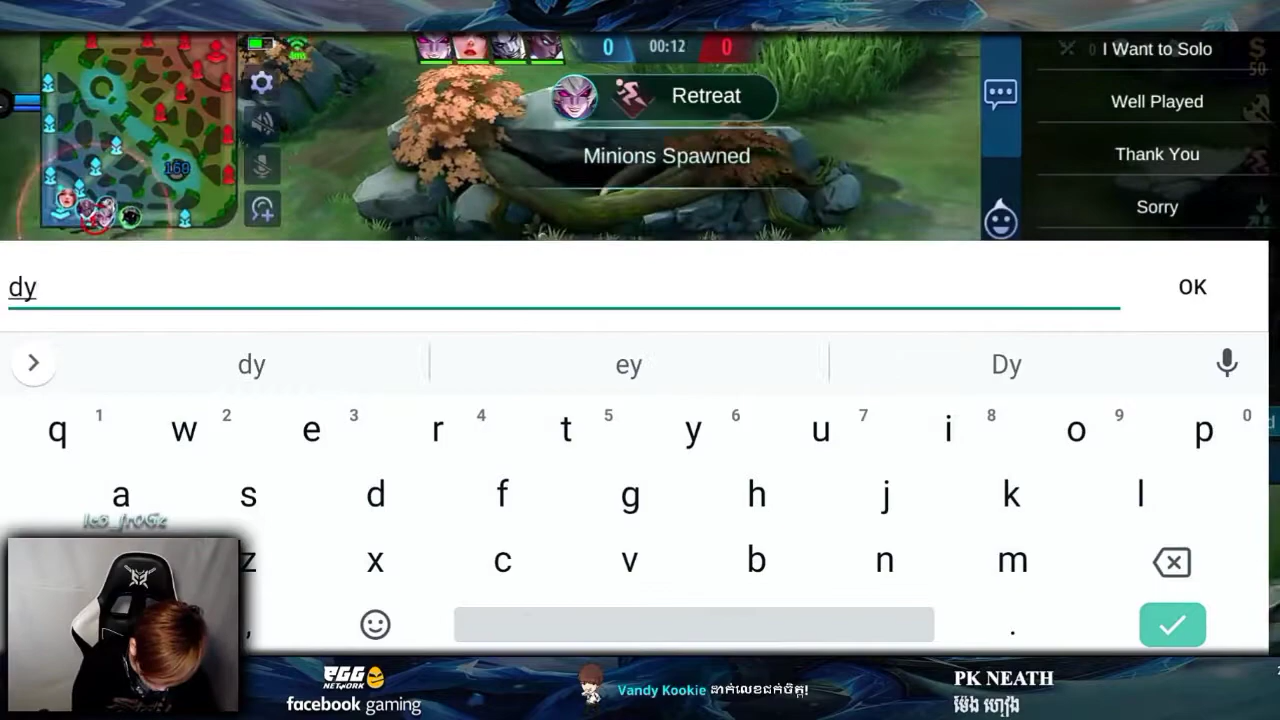 0 00:12 0
I Want to Solo
Well Played
Thank You
Sorry
50
Retreat
Minions Spawned
160
dy
OK
dy ey Dy
1 2 3 4 5 6 7 8 9 0
q w e r t y u i o p
a s d f g h j k l
z x c v b n m
, .
EGG
NETWORK
facebook gaming
Vandy Kookie
PK NEATH